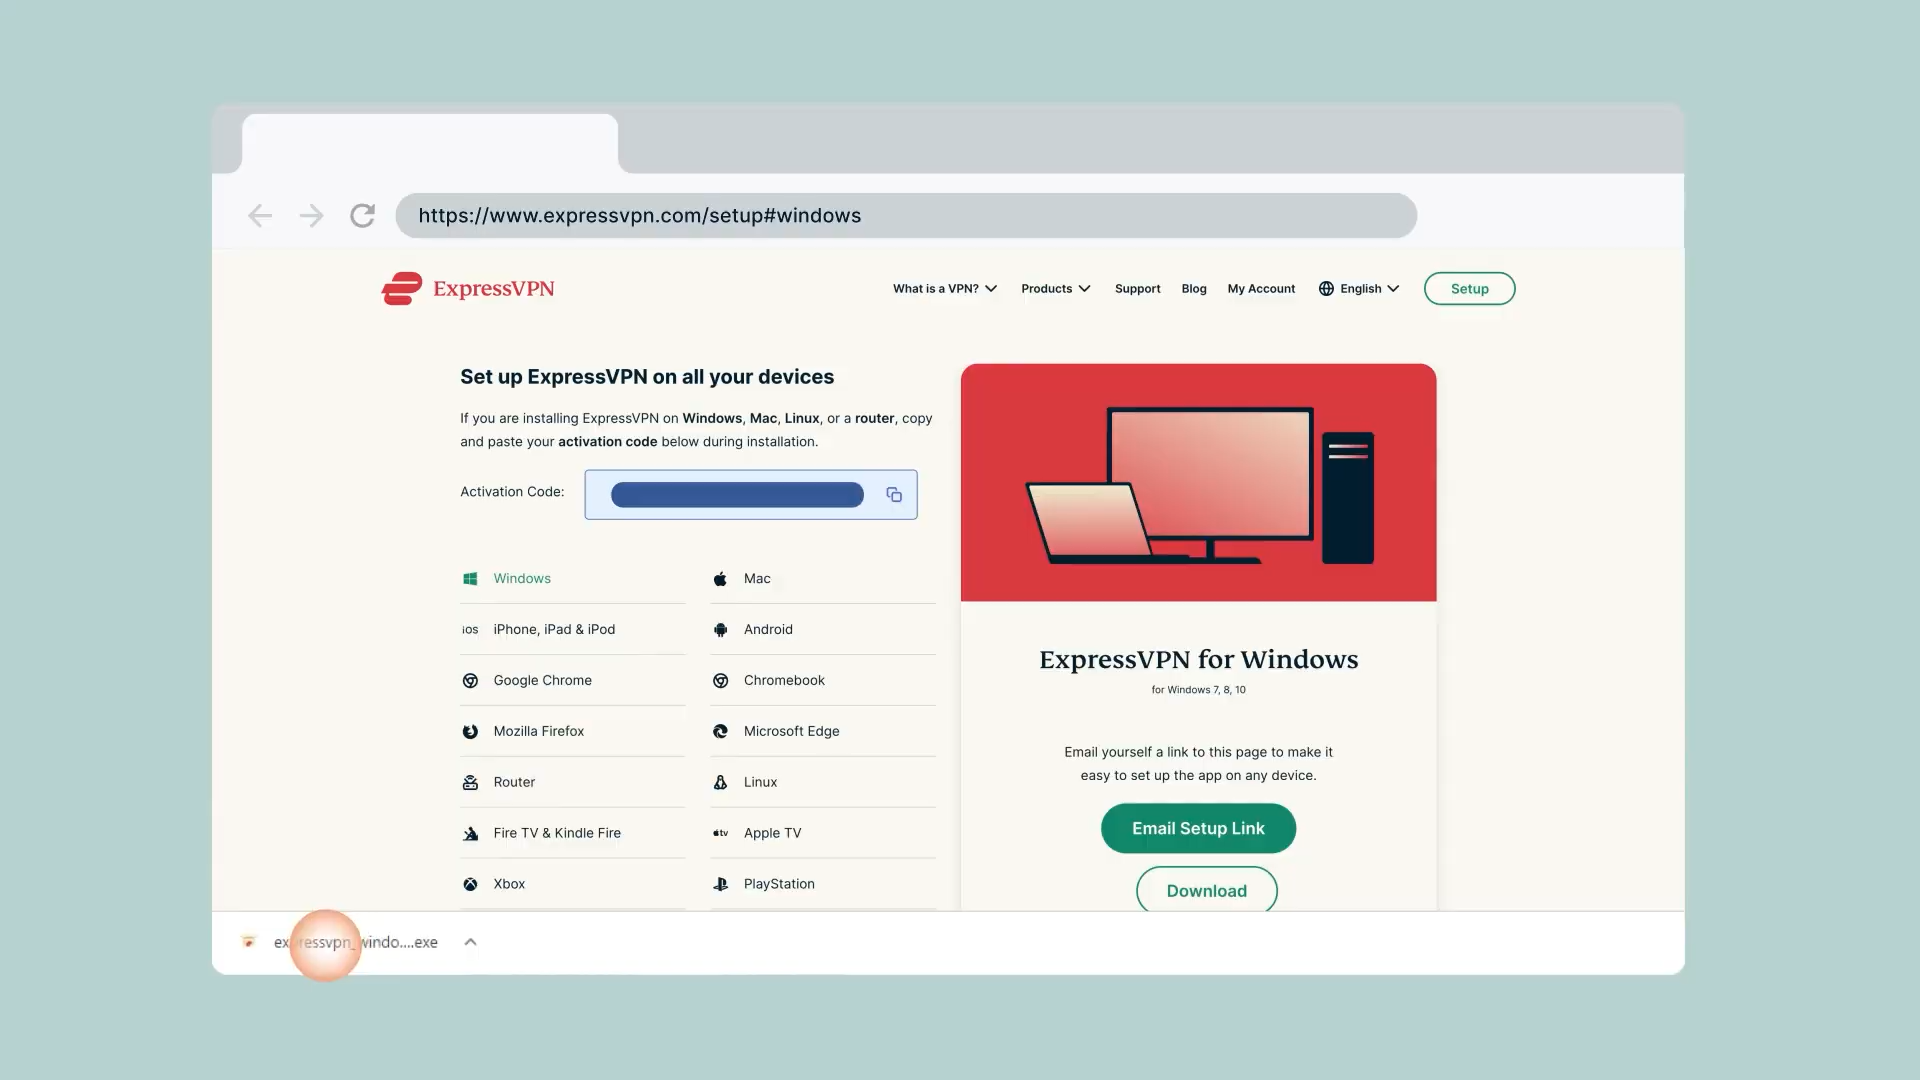 https://www.expressvpn.com/setup#windows
ExpressVPN
What is a VPN?
Products
Support
Blog
My Account
English
Setup
Set up ExpressVPN on all your devices
If you are installing ExpressVPN on Windows, Mac, Linux, or a router, copy
and paste your activation code below during installation.
Activation Code:
Windows
Mac
iOS
iPhone, iPad & iPod
Android
Google Chrome
Chromebook
Mozilla Firefox
Microsoft Edge
Router
Linux
Fire TV & Kindle Fire
tv
Apple TV
Xbox
PlayStation
ExpressVPN for Windows
for Windows 7, 8, 10
Email yourself a link to this page to make it
easy to set up the app on any device.
Email Setup Link
Download
expressvpn_windo....exe